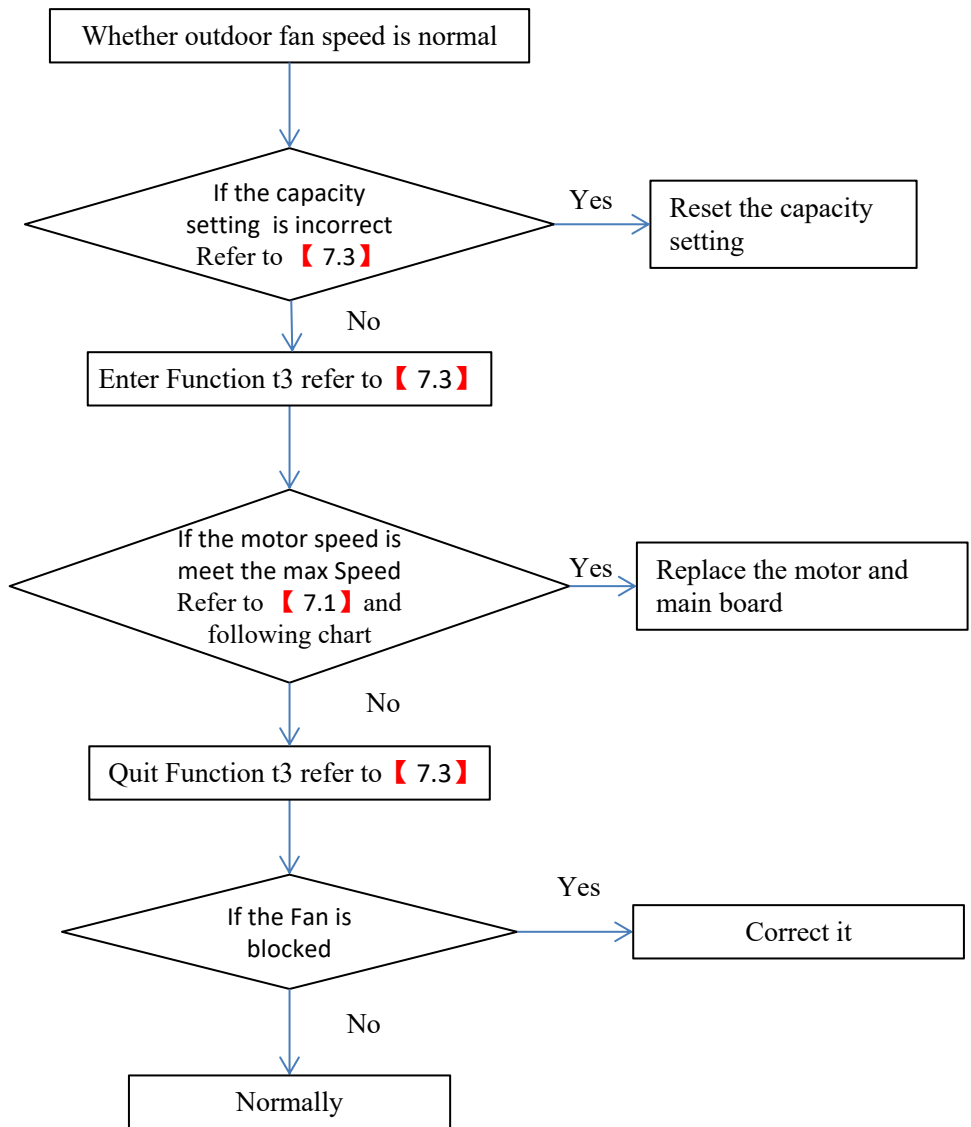 Whether outdoor fan speed is normal
If the capacity
setting is incorrect
Refer to 【 7.3】
Yes
Reset the capacity
setting
No
Enter Function t3 refer to 【 7.3】
If the motor speed is
meet the max Speed
Refer to 【 7.1】 and
following chart
Yes
Replace the motor and
main board
No
Quit Function t3 refer to 【 7.3】
If the Fan is
blocked
Yes
Correct it
No
Normally